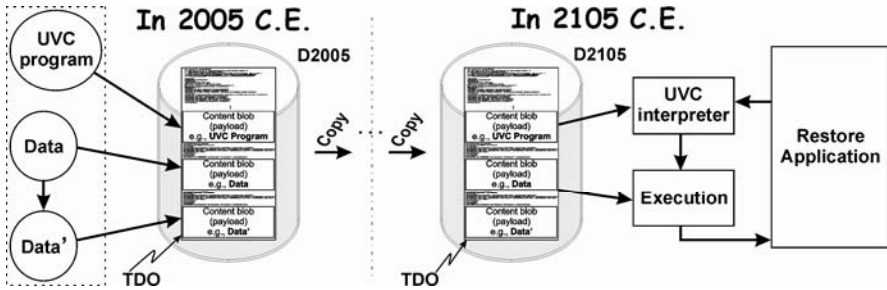 In 2005 C.E.
In 2105 C.E.
UVC
program
Data
Data'
D2005
Content blob
(payload)
e.g., UVC Program
Content blob
(payload)
e.g., Data
Content blob
(payload)
e.g., Data'
TDO
Copy
...
Copy
D2105
Content blob
(payload)
e.g., UVC Program
Content blob
(payload)
e.g., Data
Content blob
(payload)
e.g., Data'
TDO
UVC
interpreter
Execution
Restore
Application